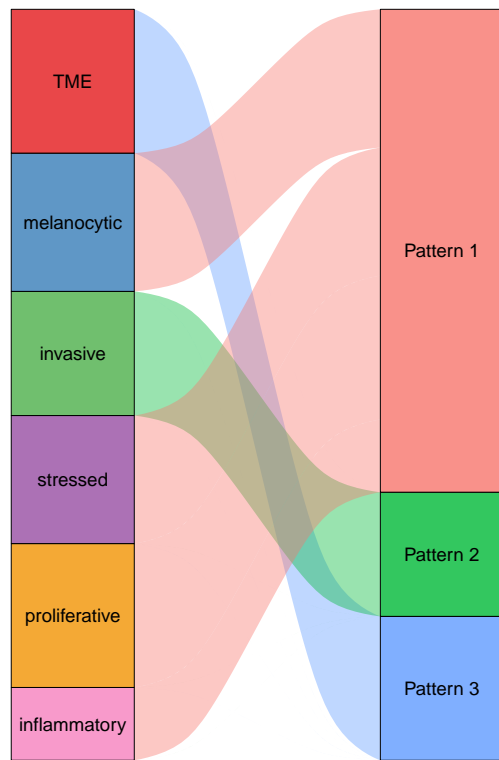 TME
melanocytic
invasive
stressed
proliferative
inflammatory
Pattern 1
Pattern 2
Pattern 3